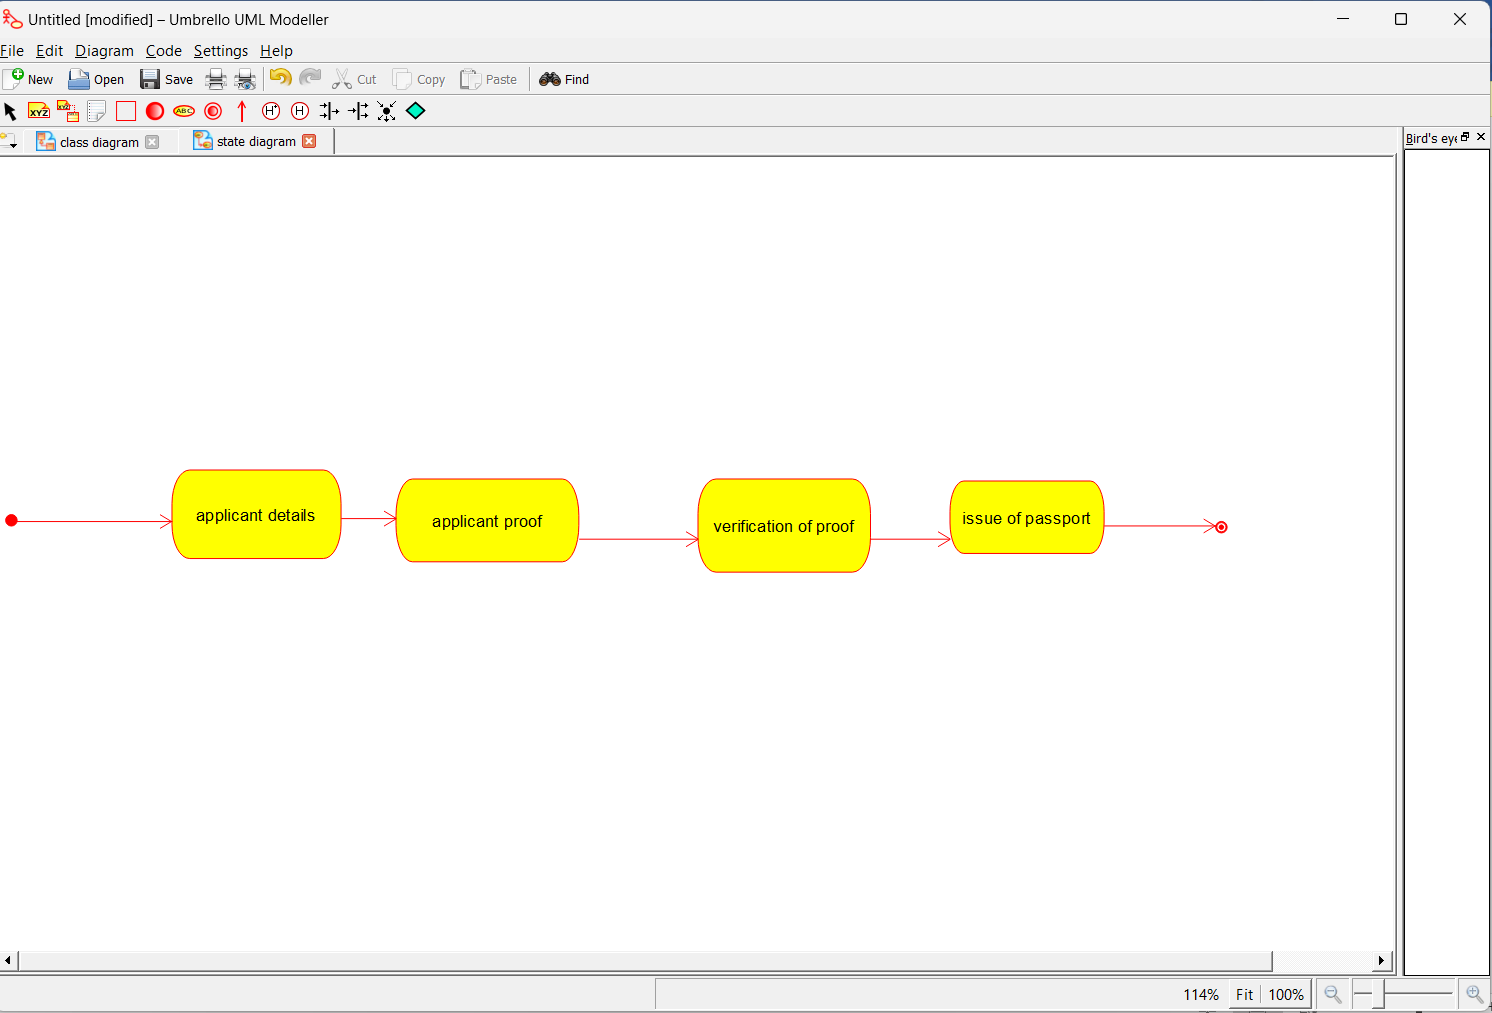 Untitled [modified] – Umbrello UML Modeller
File Edit Diagram Code Settings Help
New Open Save Cut Copy Paste Find
XYZ XYZ ABC H* H
class diagram state diagram
Bird's eye
applicant details
applicant proof
verification of proof
issue of passport
114% Fit 100%